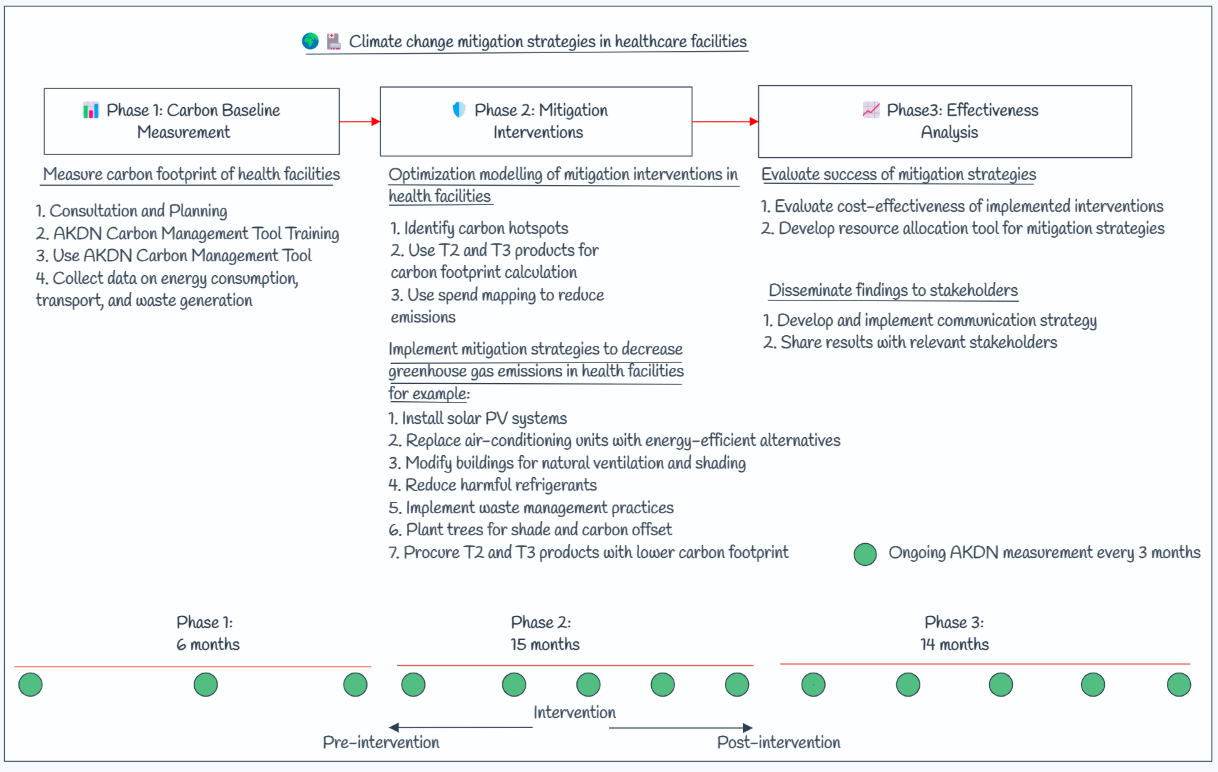 Climate change mitigation strategies in healthcare facilities
Phase 1: Carbon Baseline
Measurement
Measure carbon footprint of health facilities
1. Consultation and Planning
2. AKDN Carbon Management Tool Training
3. Use AKDN Carbon Management Tool
4. Collect data on energy consumption,
transport, and waste generation
Phase 2: Mitigation
Interventions
Optimization modelling of mitigation interventions in
health facilities
1. Identify carbon hotspots
2. Use T2 and T3 products for
carbon footprint calculation
3. Use spend mapping to reduce
emissions
Implement mitigation strategies to decrease
greenhouse gas emissions in health facilities
for example:
1. Install solar PV systems
2. Replace air-conditioning units with energy-efficient alternatives
3. Modify buildings for natural ventilation and shading
4. Reduce harmful refrigerants
5. Implement waste management practices
6. Plant trees for shade and carbon offset
7. Procure T2 and T3 products with lower carbon footprint
Phase3: Effectiveness
Analysis
Evaluate success of mitigation strategies
1. Evaluate cost-effectiveness of implemented interventions
2. Develop resource allocation tool for mitigation strategies
Disseminate findings to stakeholders
1. Develop and implement communication strategy
2. Share results with relevant stakeholders
Ongoing AKDN measurement every 3 months
Phase 1:
6 months
Phase 2:
15 months
Phase 3:
14 months
Intervention
Pre-intervention
Post-intervention